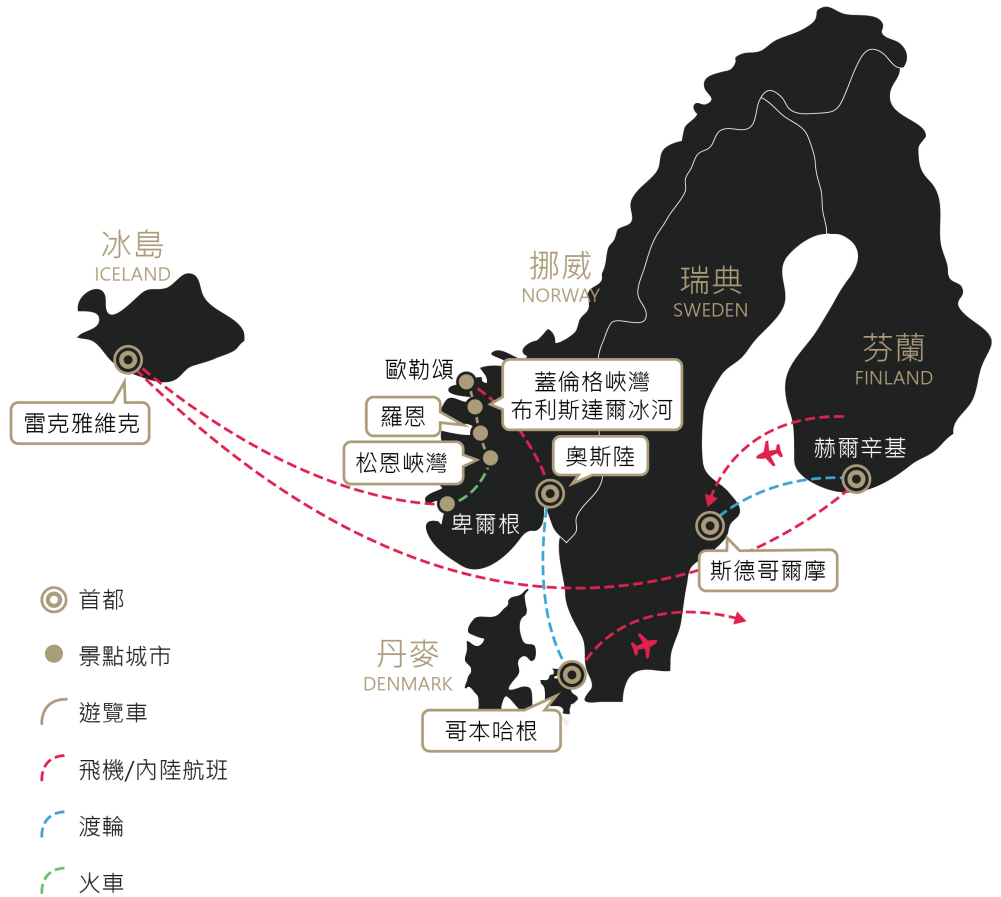 冰島
ICELAND
挪威
NORWAY
瑞典
SWEDEN
芬蘭
FINLAND
歐勒頌
蓋倫格峽灣
布利斯達爾冰河
羅恩
雷克雅維克
松恩峽灣
奧斯陸
赫爾辛基
卑爾根
斯德哥爾摩
丹麥
DENMARK
哥本哈根
首都
景點城市
遊覽車
飛機/內陸航班
渡輪
火車